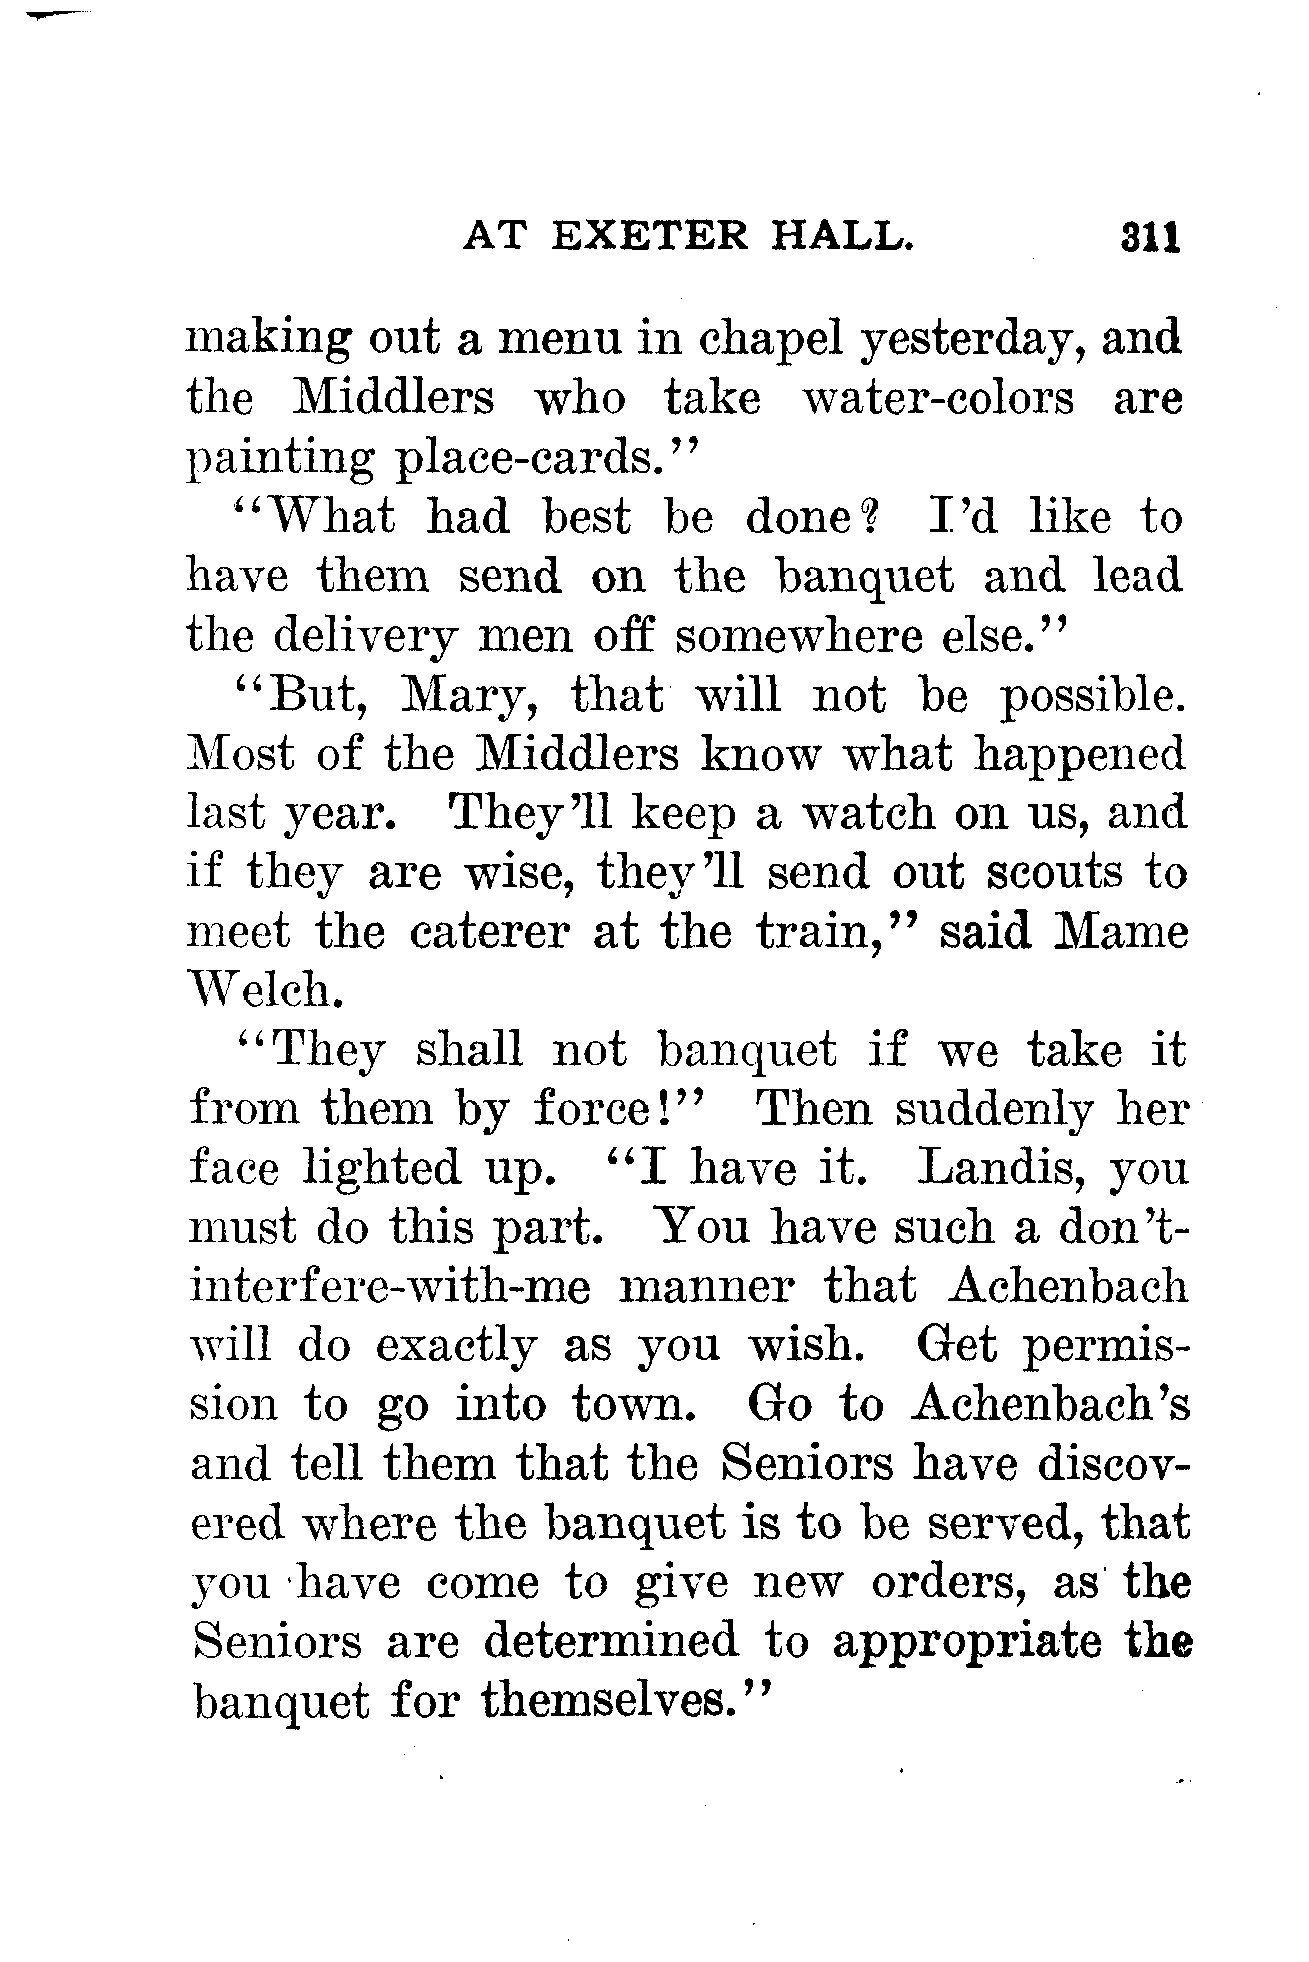 AT EXETER HALL. 311
making out a menu in chapel yesterday, and
the Middlers who take water-colors are
painting place-cards."
"What had best be done? I'd like to
have them send on the banquet and lead
the delivery men off somewhere else."
"But, Mary, that will not be possible.
Most of the Middlers know what happened
last year. They'll keep a watch on us, and
if they are wise, they'll send out scouts to
meet the caterer at the train," said Mame
Welch.
"They shall not banquet if we take it
from them by force!" Then suddenly her
face lighted up. "I have it. Landis, you
must do this part. You have such a don't-
interfere-with-me manner that Achenbach
will do exactly as you wish. Get permis-
sion to go into town. Go to Achenbach's
and tell them that the Seniors have discov-
ered where the banquet is to be served, that
you have come to give new orders, as the
Seniors are determined to appropriate the
banquet for themselves."